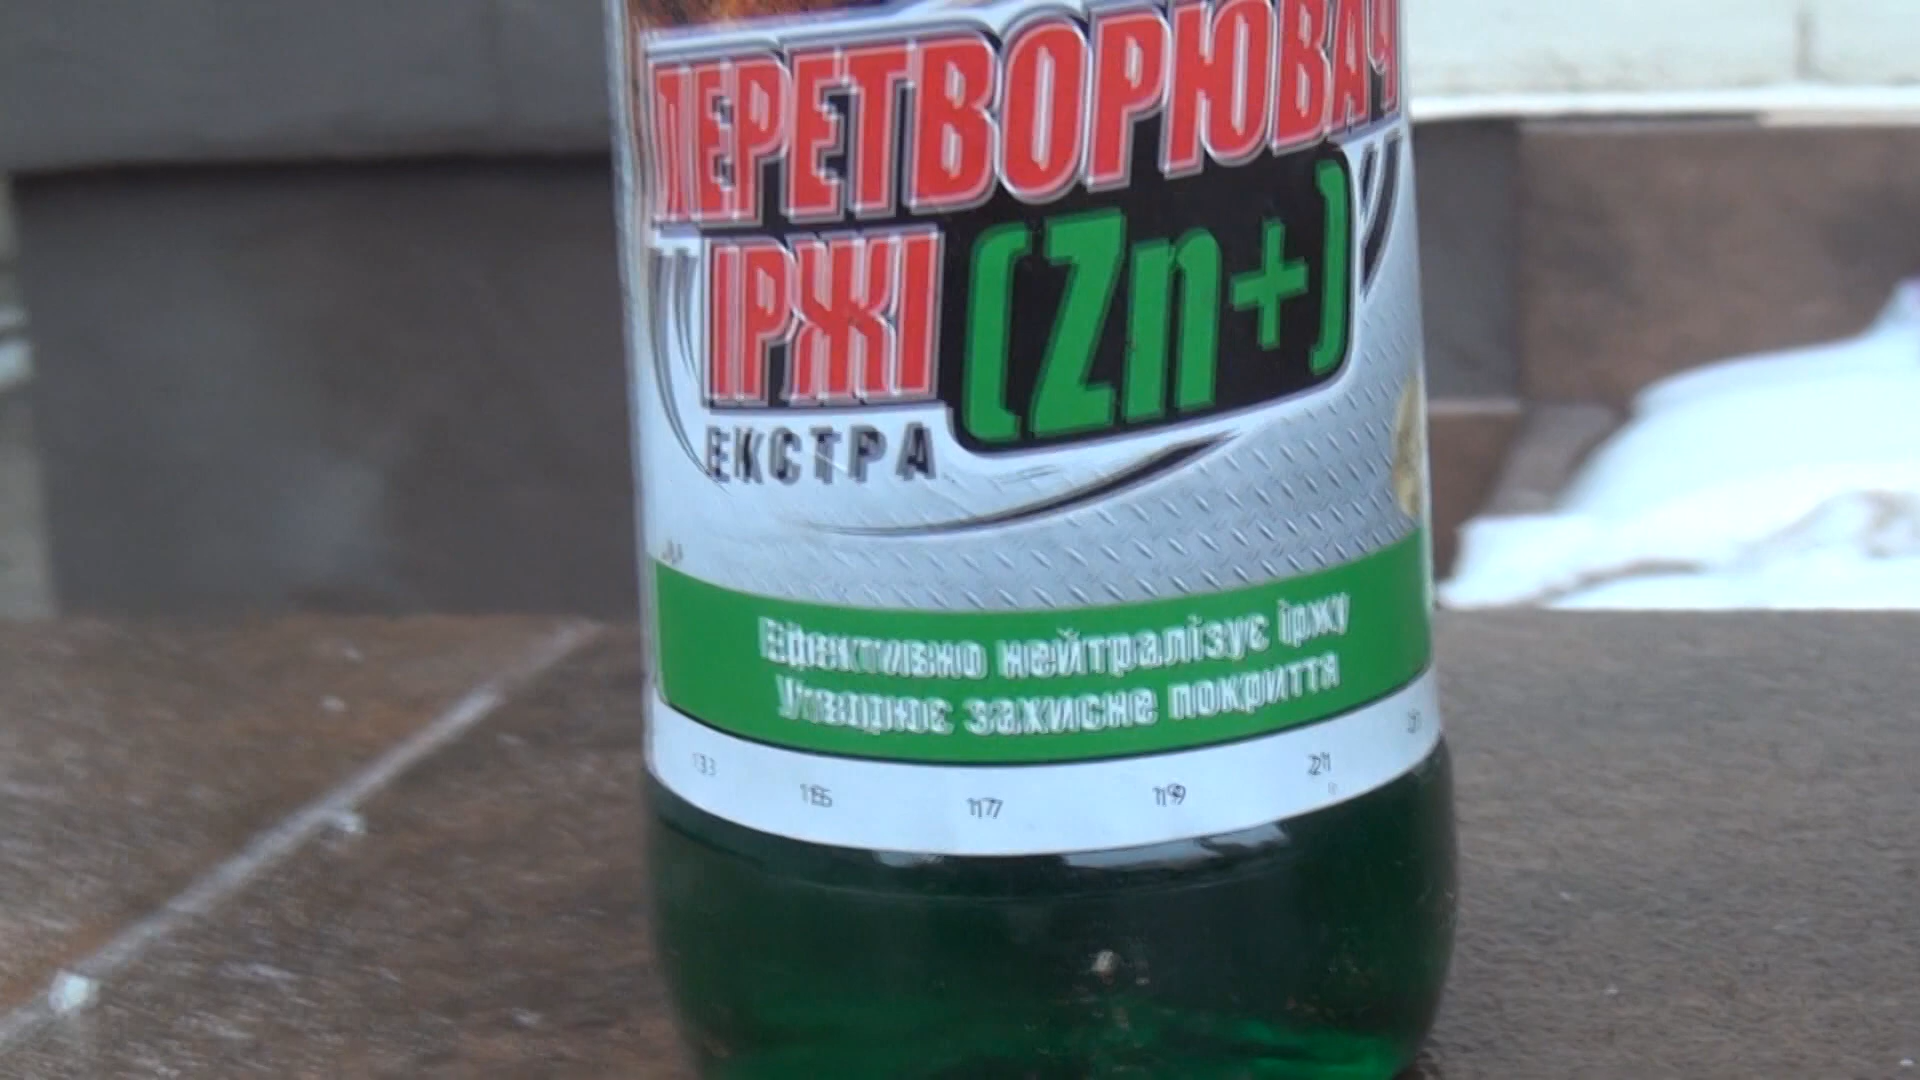 ПЕРЕТВОРЮВАЧ
ІРЖІ (Zn+)
ЕКСТРА
Ефективно нейтралізує іржу
Утворює захисне покриття